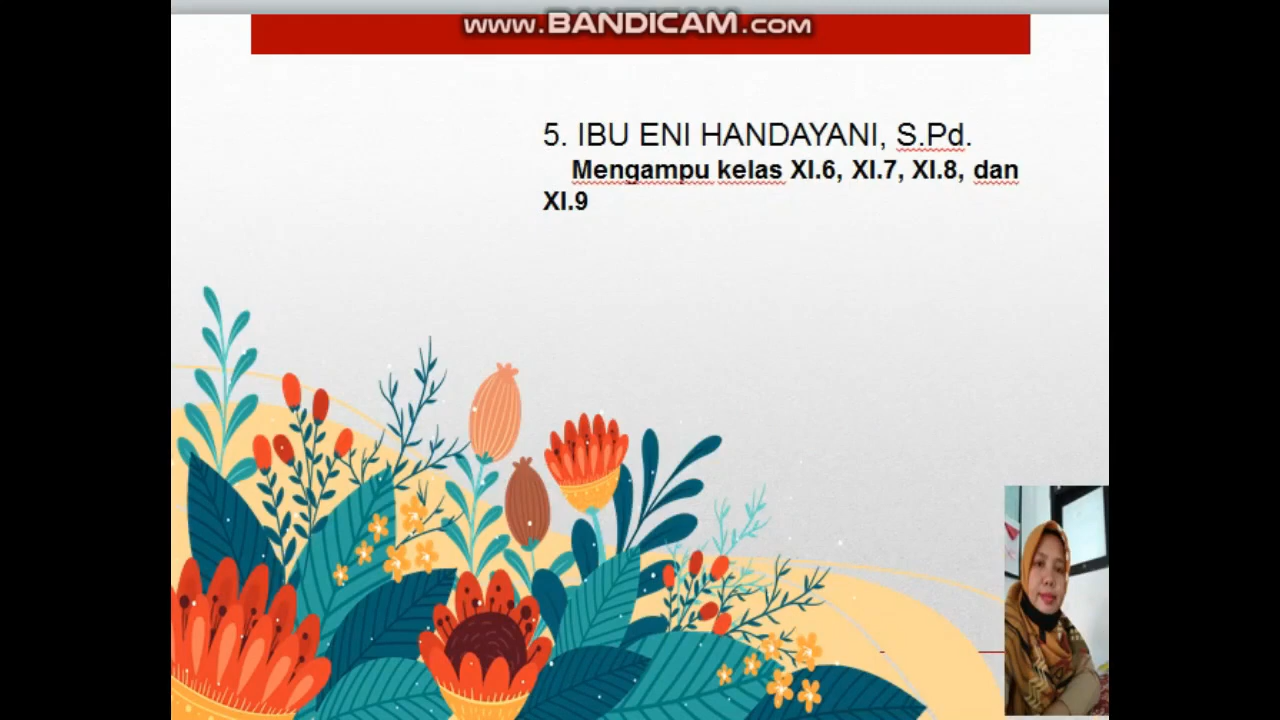 www.BANDICAM.com
5. IBU ENI HANDAYANI, S.Pd.
Mengampu kelas XI.6, XI.7, XI.8, dan
XI.9